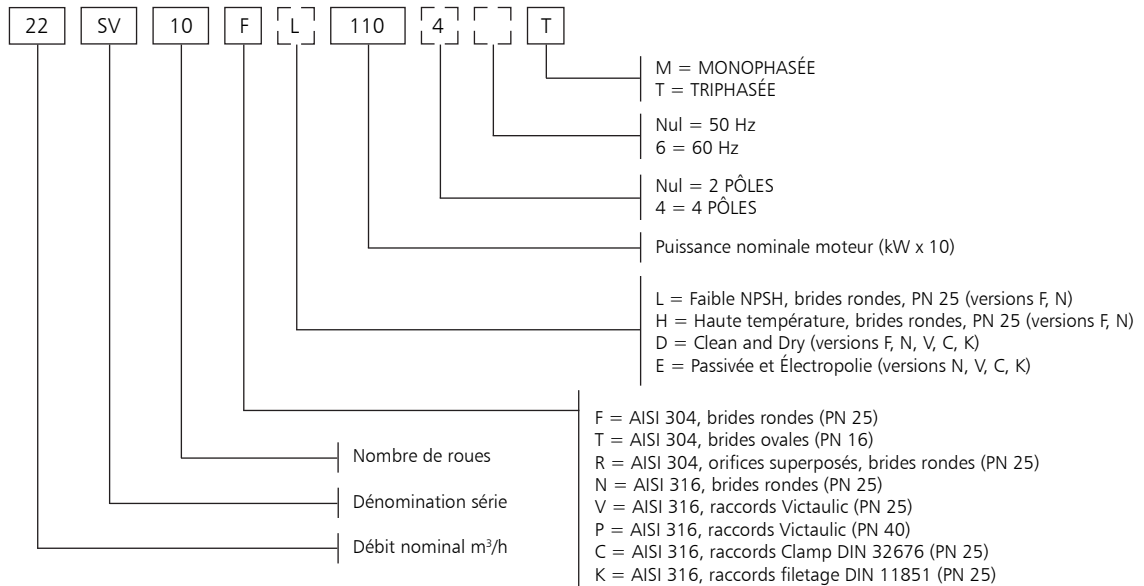 22 SV 10 F L 110 4 T
M = MONOPHASÉE
T = TRIPHASÉE
Nul = 50 Hz
6 = 60 Hz
Nul = 2 PÔLES
4 = 4 PÔLES
Puissance nominale moteur (kW x 10)
L = Faible NPSH, brides rondes, PN 25 (versions F, N)
H = Haute température, brides rondes, PN 25 (versions F, N)
D = Clean and Dry (versions F, N, V, C, K)
E = Passivée et Électropolie (versions N, V, C, K)
F = AISI 304, brides rondes (PN 25)
T = AISI 304, brides ovales (PN 16)
R = AISI 304, orifices superposés, brides rondes (PN 25)
N = AISI 316, brides rondes (PN 25)
V = AISI 316, raccords Victaulic (PN 25)
P = AISI 316, raccords Victaulic (PN 40)
C = AISI 316, raccords Clamp DIN 32676 (PN 25)
K = AISI 316, raccords filetage DIN 11851 (PN 25)
Nombre de roues
Dénomination série
Débit nominal m³/h